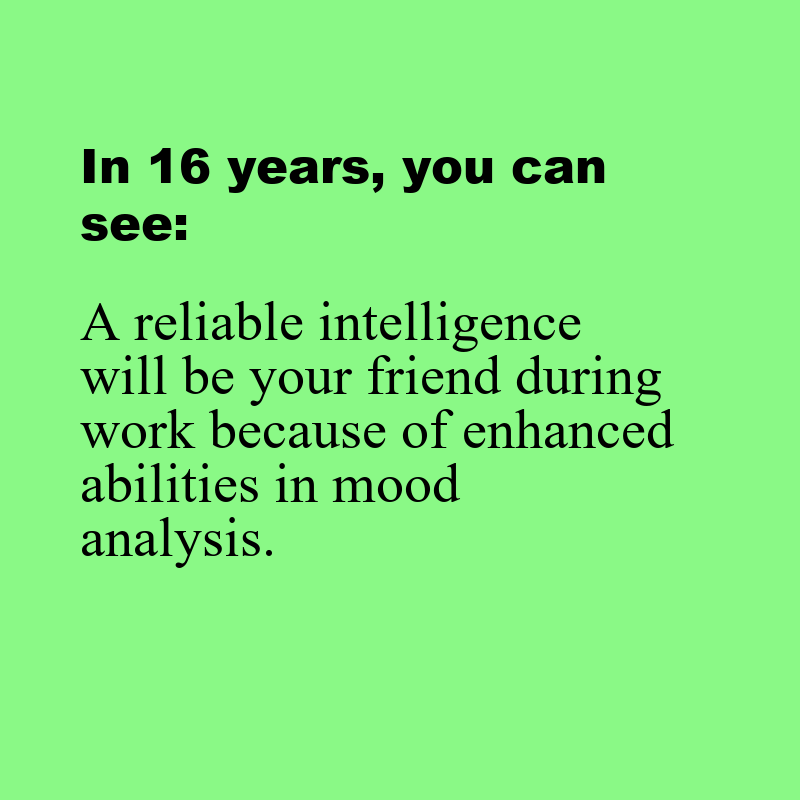 In 16 years, you can
see:
A reliable intelligence
will be your friend during
work because of enhanced
abilities in mood
analysis.